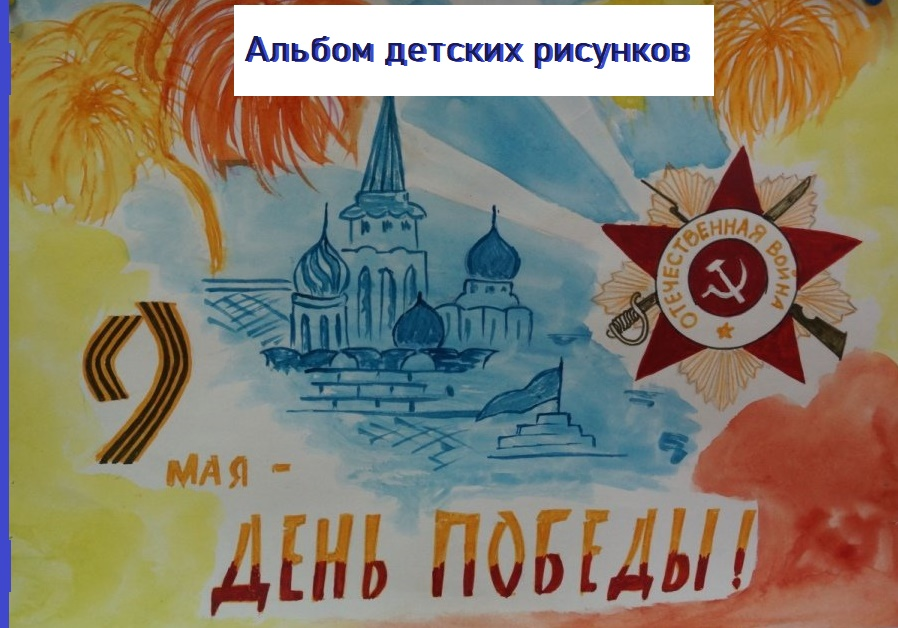 Альбом детских рисунков
ОТЕЧЕСТВЕННАЯ ВОЙНА
9
МАЯ -
ДЕНЬ ПОБЕДЫ!